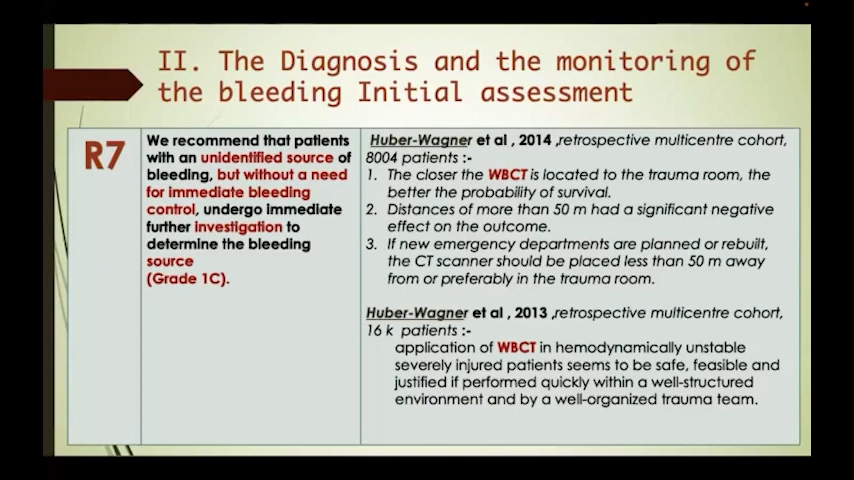 II. The Diagnosis and the monitoring of
the bleeding Initial assessment
R7
We recommend that patients
with an unidentified source of
bleeding, but without a need
for immediate bleeding
control, undergo immediate
further investigation to
determine the bleeding
source
(Grade 1C).
Huber-Wagner et al , 2014 ,retrospective multicentre cohort,
8004 patients :-
1. The closer the WBCT is located to the trauma room, the
better the probability of survival.
2. Distances of more than 50 m had a significant negative
effect on the outcome.
3. If new emergency departments are planned or rebuilt,
the CT scanner should be placed less than 50 m away
from or preferably in the trauma room.
Huber-Wagner et al , 2013 ,retrospective multicentre cohort,
16 k patients :-
application of WBCT in hemodynamically unstable
severely injured patients seems to be safe, feasible and
justified if performed quickly within a well-structured
environment and by a well-organized trauma team.